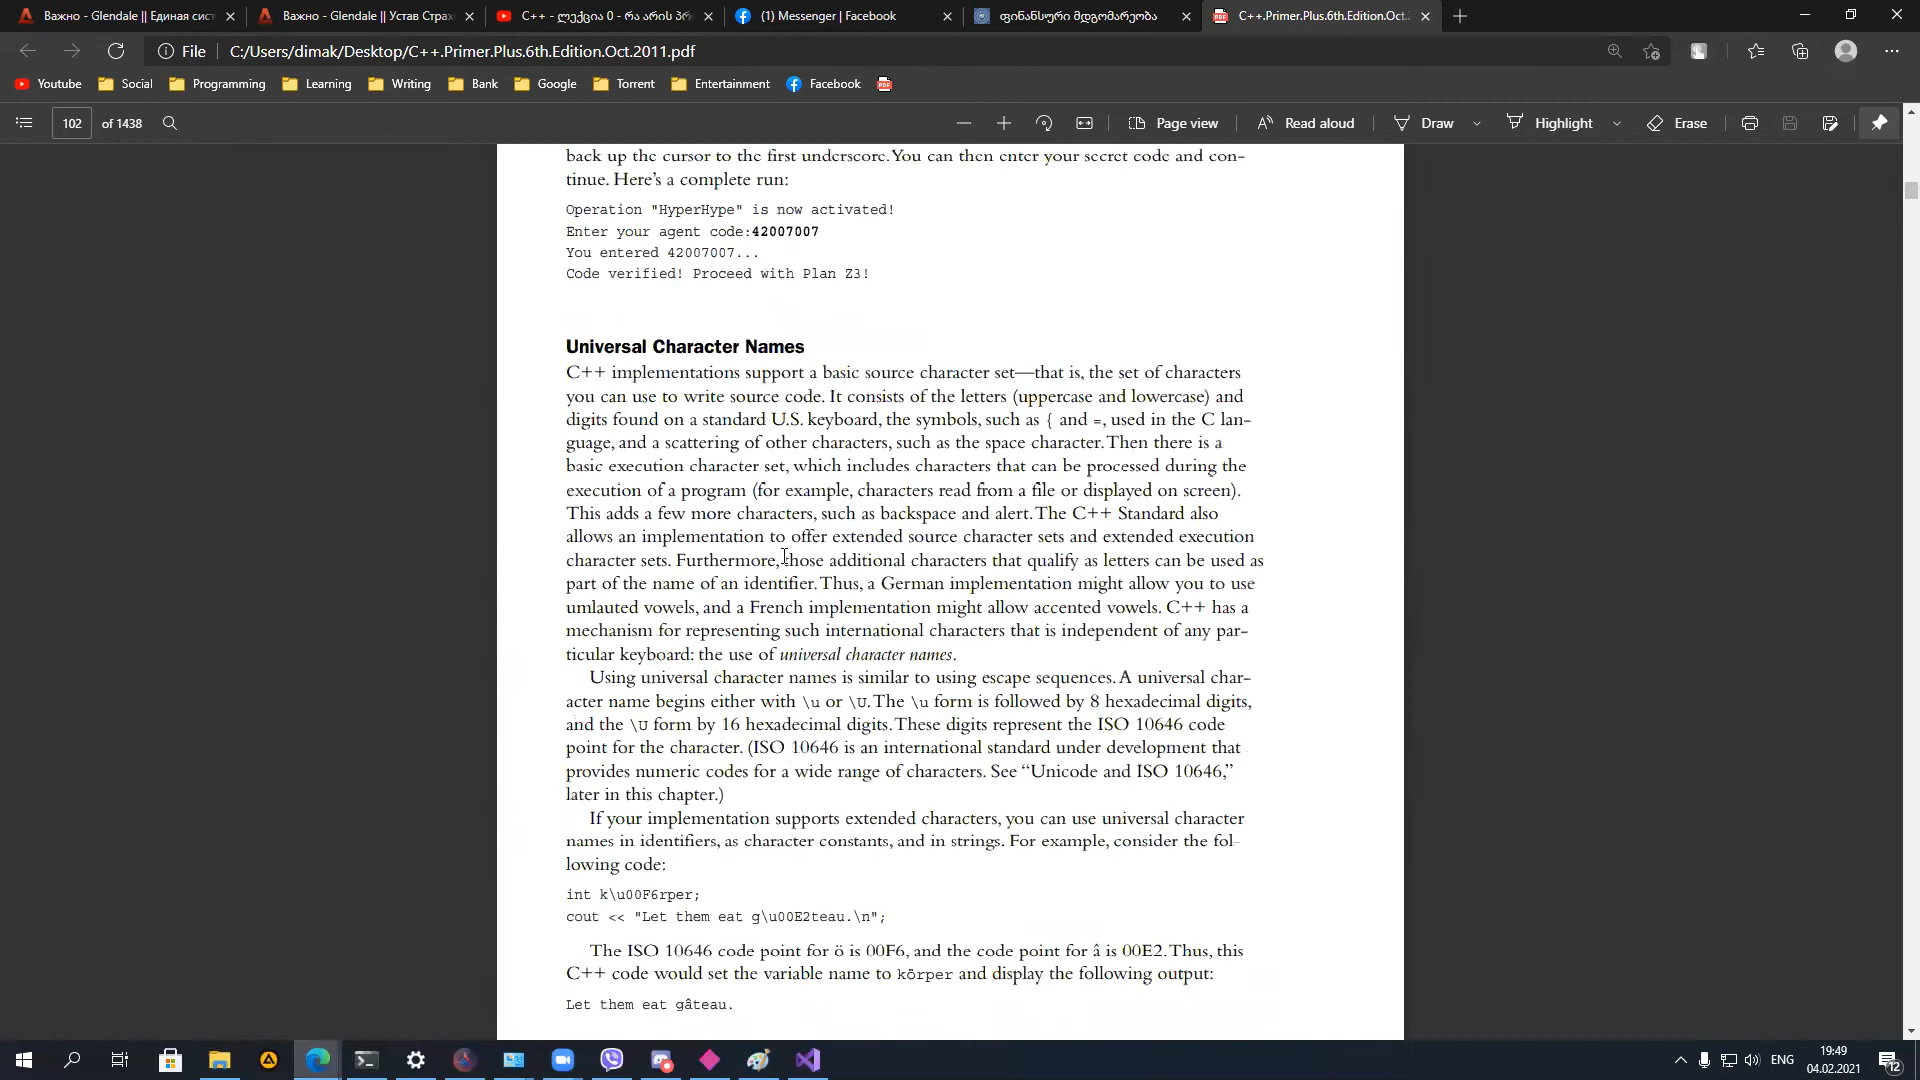 Важно - Glendale || Единая сист
Важно - Glendale || Устав Страх
C++ - ლექცია 0 - რა არის პრ
(1) Messenger | Facebook
ფინანსური მდგომარეობა
C++.Primer.Plus.6th.Edition.Oct.2
File C:/Users/dimak/Desktop/C++.Primer.Plus.6th.Edition.Oct.2011.pdf
Youtube Social Programming Learning Writing Bank Google Torrent Entertainment Facebook
102 of 1438 Page view Read aloud Draw Highlight Erase
back up the cursor to the first underscore. You can then enter your secret code and con-
tinue. Here's a complete run:
Operation "HyperHype" is now activated!
Enter your agent code:42007007
You entered 42007007...
Code verified! Proceed with Plan Z3!
Universal Character Names
C++ implementations support a basic source character set—that is, the set of characters
you can use to write source code. It consists of the letters (uppercase and lowercase) and
digits found on a standard U.S. keyboard, the symbols, such as { and =, used in the C lan-
guage, and a scattering of other characters, such as the space character. Then there is a
basic execution character set, which includes characters that can be processed during the
execution of a program (for example, characters read from a file or displayed on screen).
This adds a few more characters, such as backspace and alert. The C++ Standard also
allows an implementation to offer extended source character sets and extended execution
character sets. Furthermore, those additional characters that qualify as letters can be used as
part of the name of an identifier. Thus, a German implementation might allow you to use
umlauted vowels, and a French implementation might allow accented vowels. C++ has a
mechanism for representing such international characters that is independent of any par-
ticular keyboard: the use of universal character names.
Using universal character names is similar to using escape sequences. A universal char-
acter name begins either with \u or \U. The \u form is followed by 8 hexadecimal digits,
and the \U form by 16 hexadecimal digits. These digits represent the ISO 10646 code
point for the character. (ISO 10646 is an international standard under development that
provides numeric codes for a wide range of characters. See “Unicode and ISO 10646,”
later in this chapter.)
If your implementation supports extended characters, you can use universal character
names in identifiers, as character constants, and in strings. For example, consider the fol-
lowing code:
int k\u00F6rper;
cout << "Let them eat g\u00E2teau.\n";
The ISO 10646 code point for ö is 00F6, and the code point for â is 00E2. Thus, this
C++ code would set the variable name to körper and display the following output:
Let them eat gâteau.
ENG
19:49
04.02.2021
12